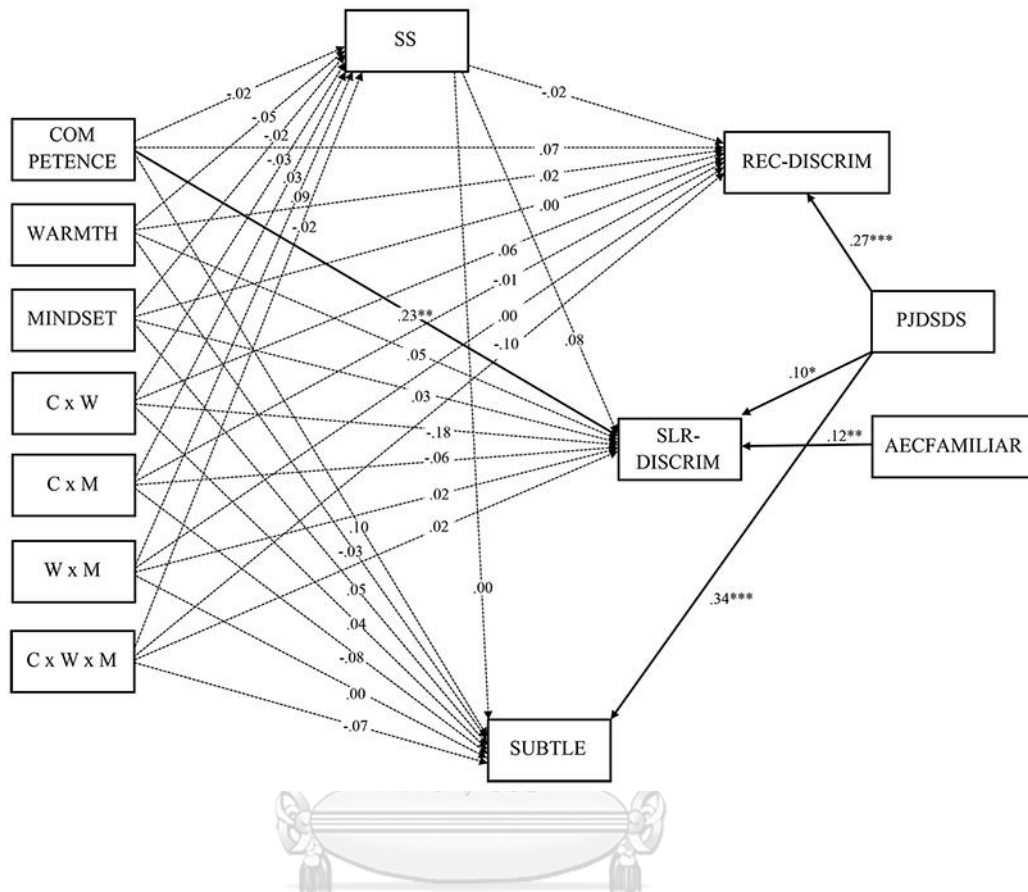 SS
-.02
-.05
-.02
-.03
.03
.09
-.02
-.02
COM
PETENCE
.07
REC-DISCRIM
.02
WARMTH
.00
.27***
.06
-.01
MINDSET
.23**
.00
PJDSDS
-.10
.08
.05
.10*
C x W
.03
-.18
SLR-
DISCRIM
.12**
AECFAMILIAR
-.06
C x M
.02
.02
.10
-.03
W x M
.05
.00
.34***
.04
-.08
C x W x M
.00
-.07
SUBTLE